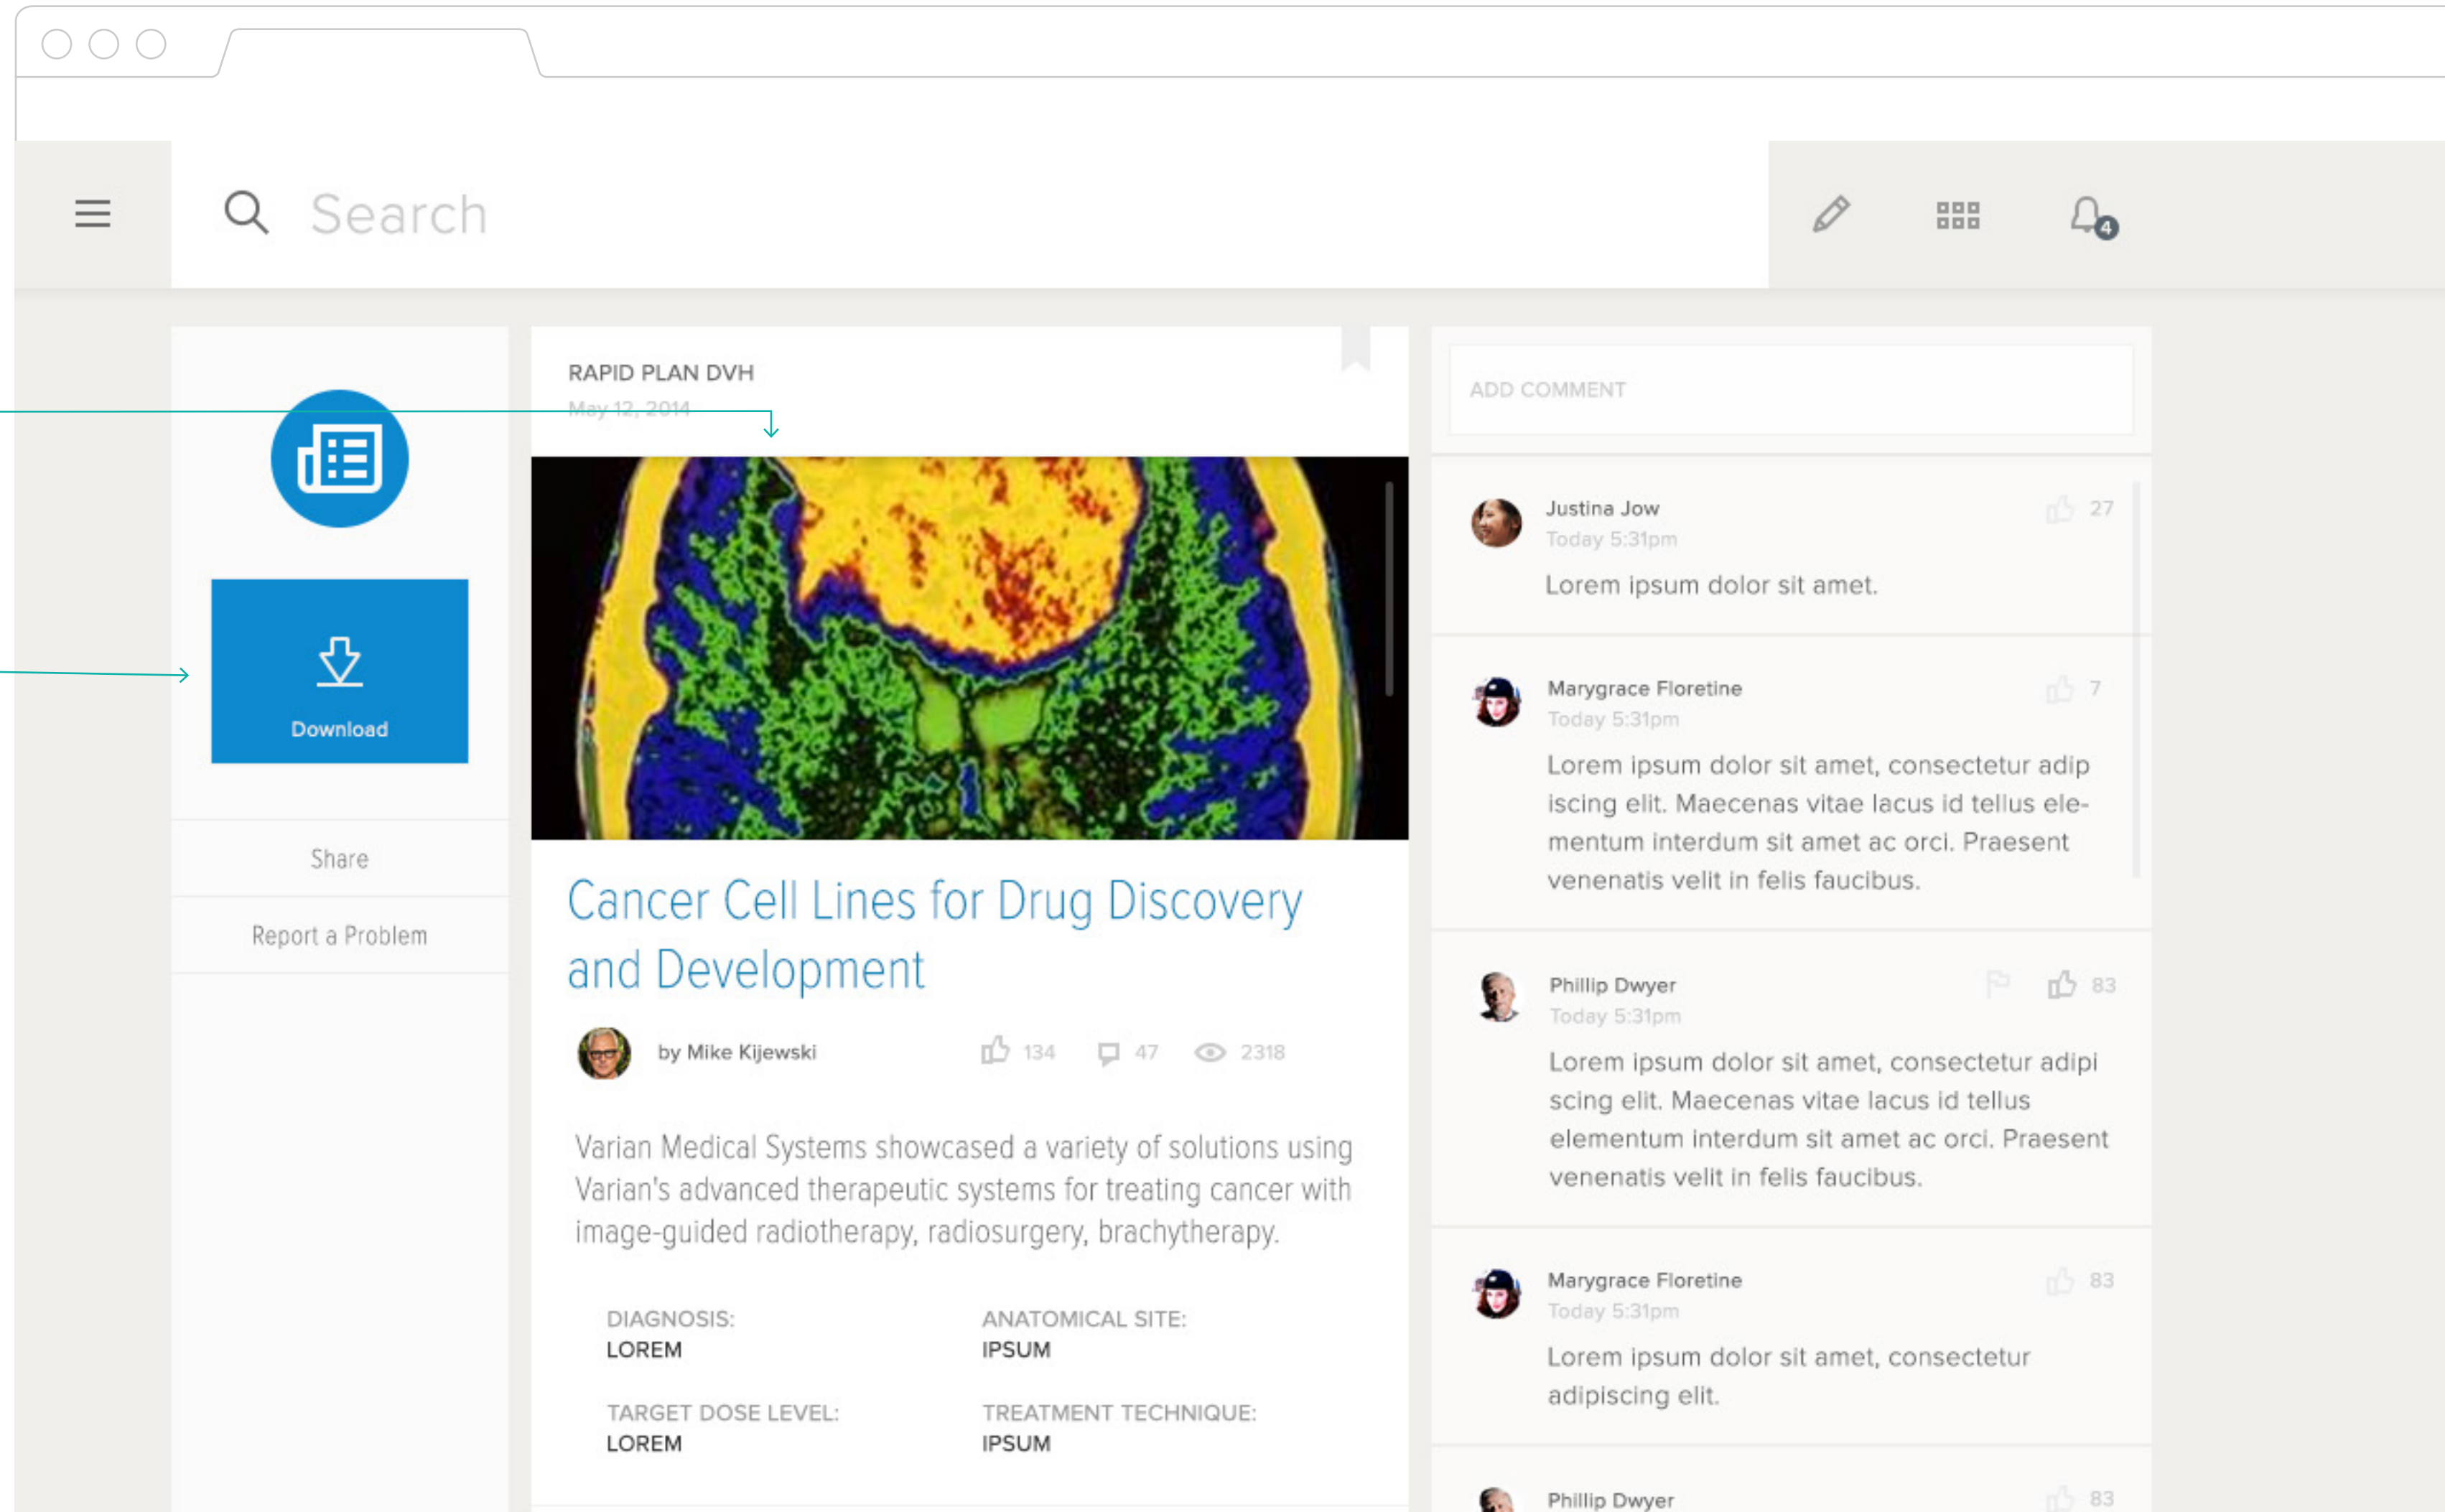 Search
4
Download
Share
Report a Problem
RAPID PLAN DVH
May 12, 2014
Cancer Cell Lines for Drug Discovery
and Development
by Mike Kijewski
134
47
2318
Varian Medical Systems showcased a variety of solutions using
Varian's advanced therapeutic systems for treating cancer with
image-guided radiotherapy, radiosurgery, brachytherapy.
DIAGNOSIS:
LOREM
ANATOMICAL SITE:
IPSUM
TARGET DOSE LEVEL:
LOREM
TREATMENT TECHNIQUE:
IPSUM
ADD COMMENT
Justina Jow
27
Today 5:31pm
Lorem ipsum dolor sit amet.
Marygrace Floretine
7
Today 5:31pm
Lorem ipsum dolor sit amet, consectetur adip
iscing elit. Maecenas vitae lacus id tellus ele-
mentum interdum sit amet ac orci. Praesent
venenatis velit in felis faucibus.
Phillip Dwyer
83
Today 5:31pm
Lorem ipsum dolor sit amet, consectetur adipi
scing elit. Maecenas vitae lacus id tellus
elementum interdum sit amet ac orci. Praesent
venenatis velit in felis faucibus.
Marygrace Floretine
83
Today 5:31pm
Lorem ipsum dolor sit amet, consectetur
adipiscing elit.
Phillip Dwyer
83